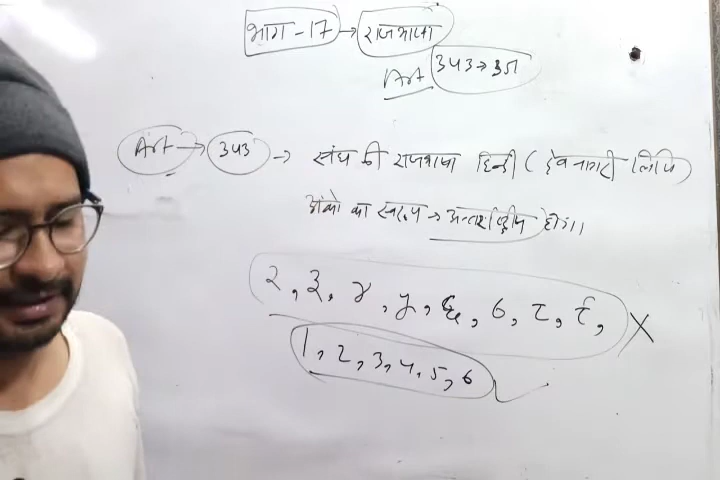 भाग-17 → राजभाषा
Art 343 → 351
Art → 343 → संघ की राजभाषा हिन्दी (देवनागरी लिपि)
अंको का स्वरूप → अन्तर्राष्ट्रीय होगा।
२, ३, ४, ५, ६, ७, ८, ९, X
1, 2, 3, 4, 5, 6